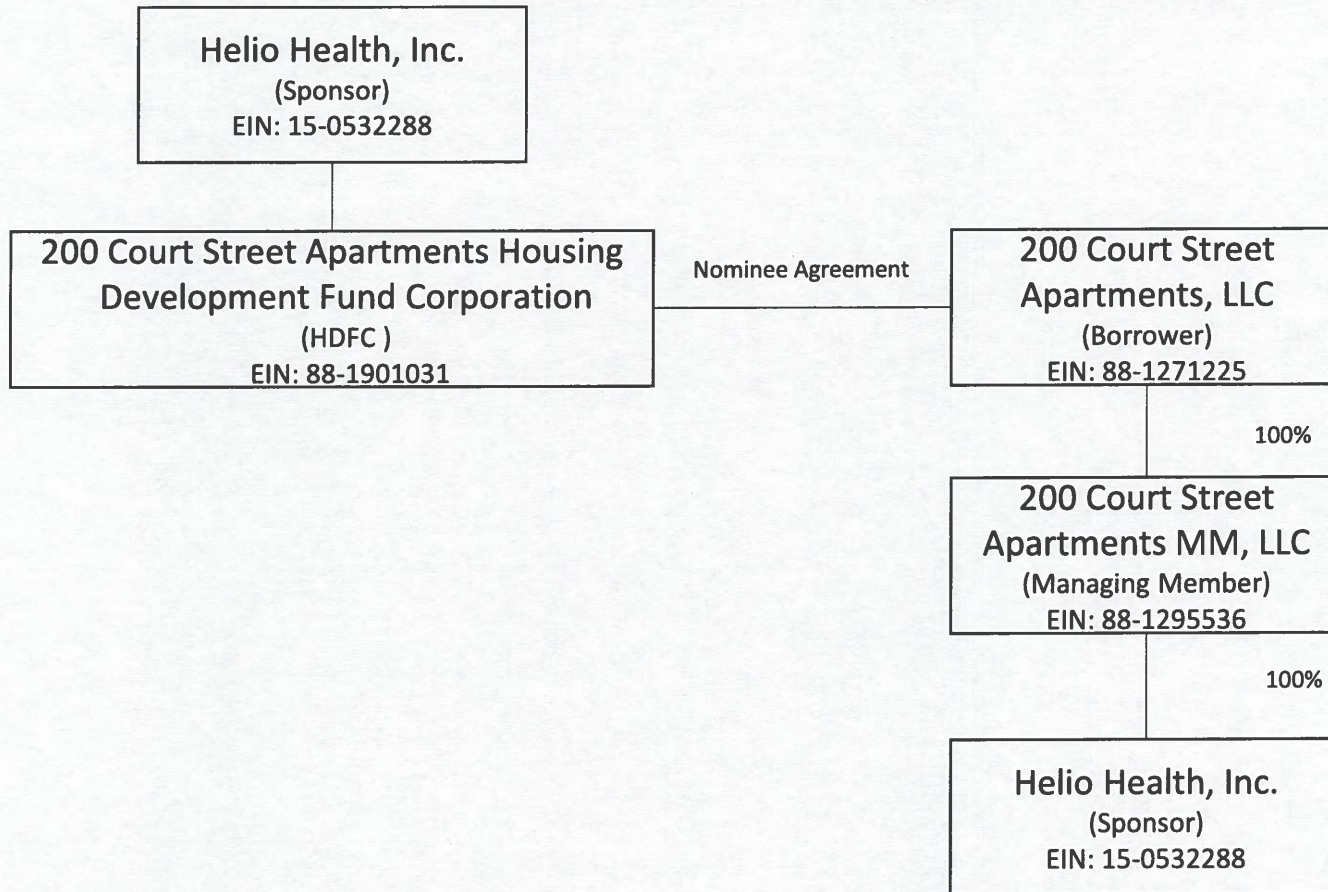 Helio Health, Inc.
(Sponsor)
EIN: 15-0532288
200 Court Street Apartments Housing
Development Fund Corporation
(HDFC )
EIN: 88-1901031
Nominee Agreement
200 Court Street
Apartments, LLC
(Borrower)
EIN: 88-1271225
100%
200 Court Street
Apartments MM, LLC
(Managing Member)
EIN: 88-1295536
100%
Helio Health, Inc.
(Sponsor)
EIN: 15-0532288